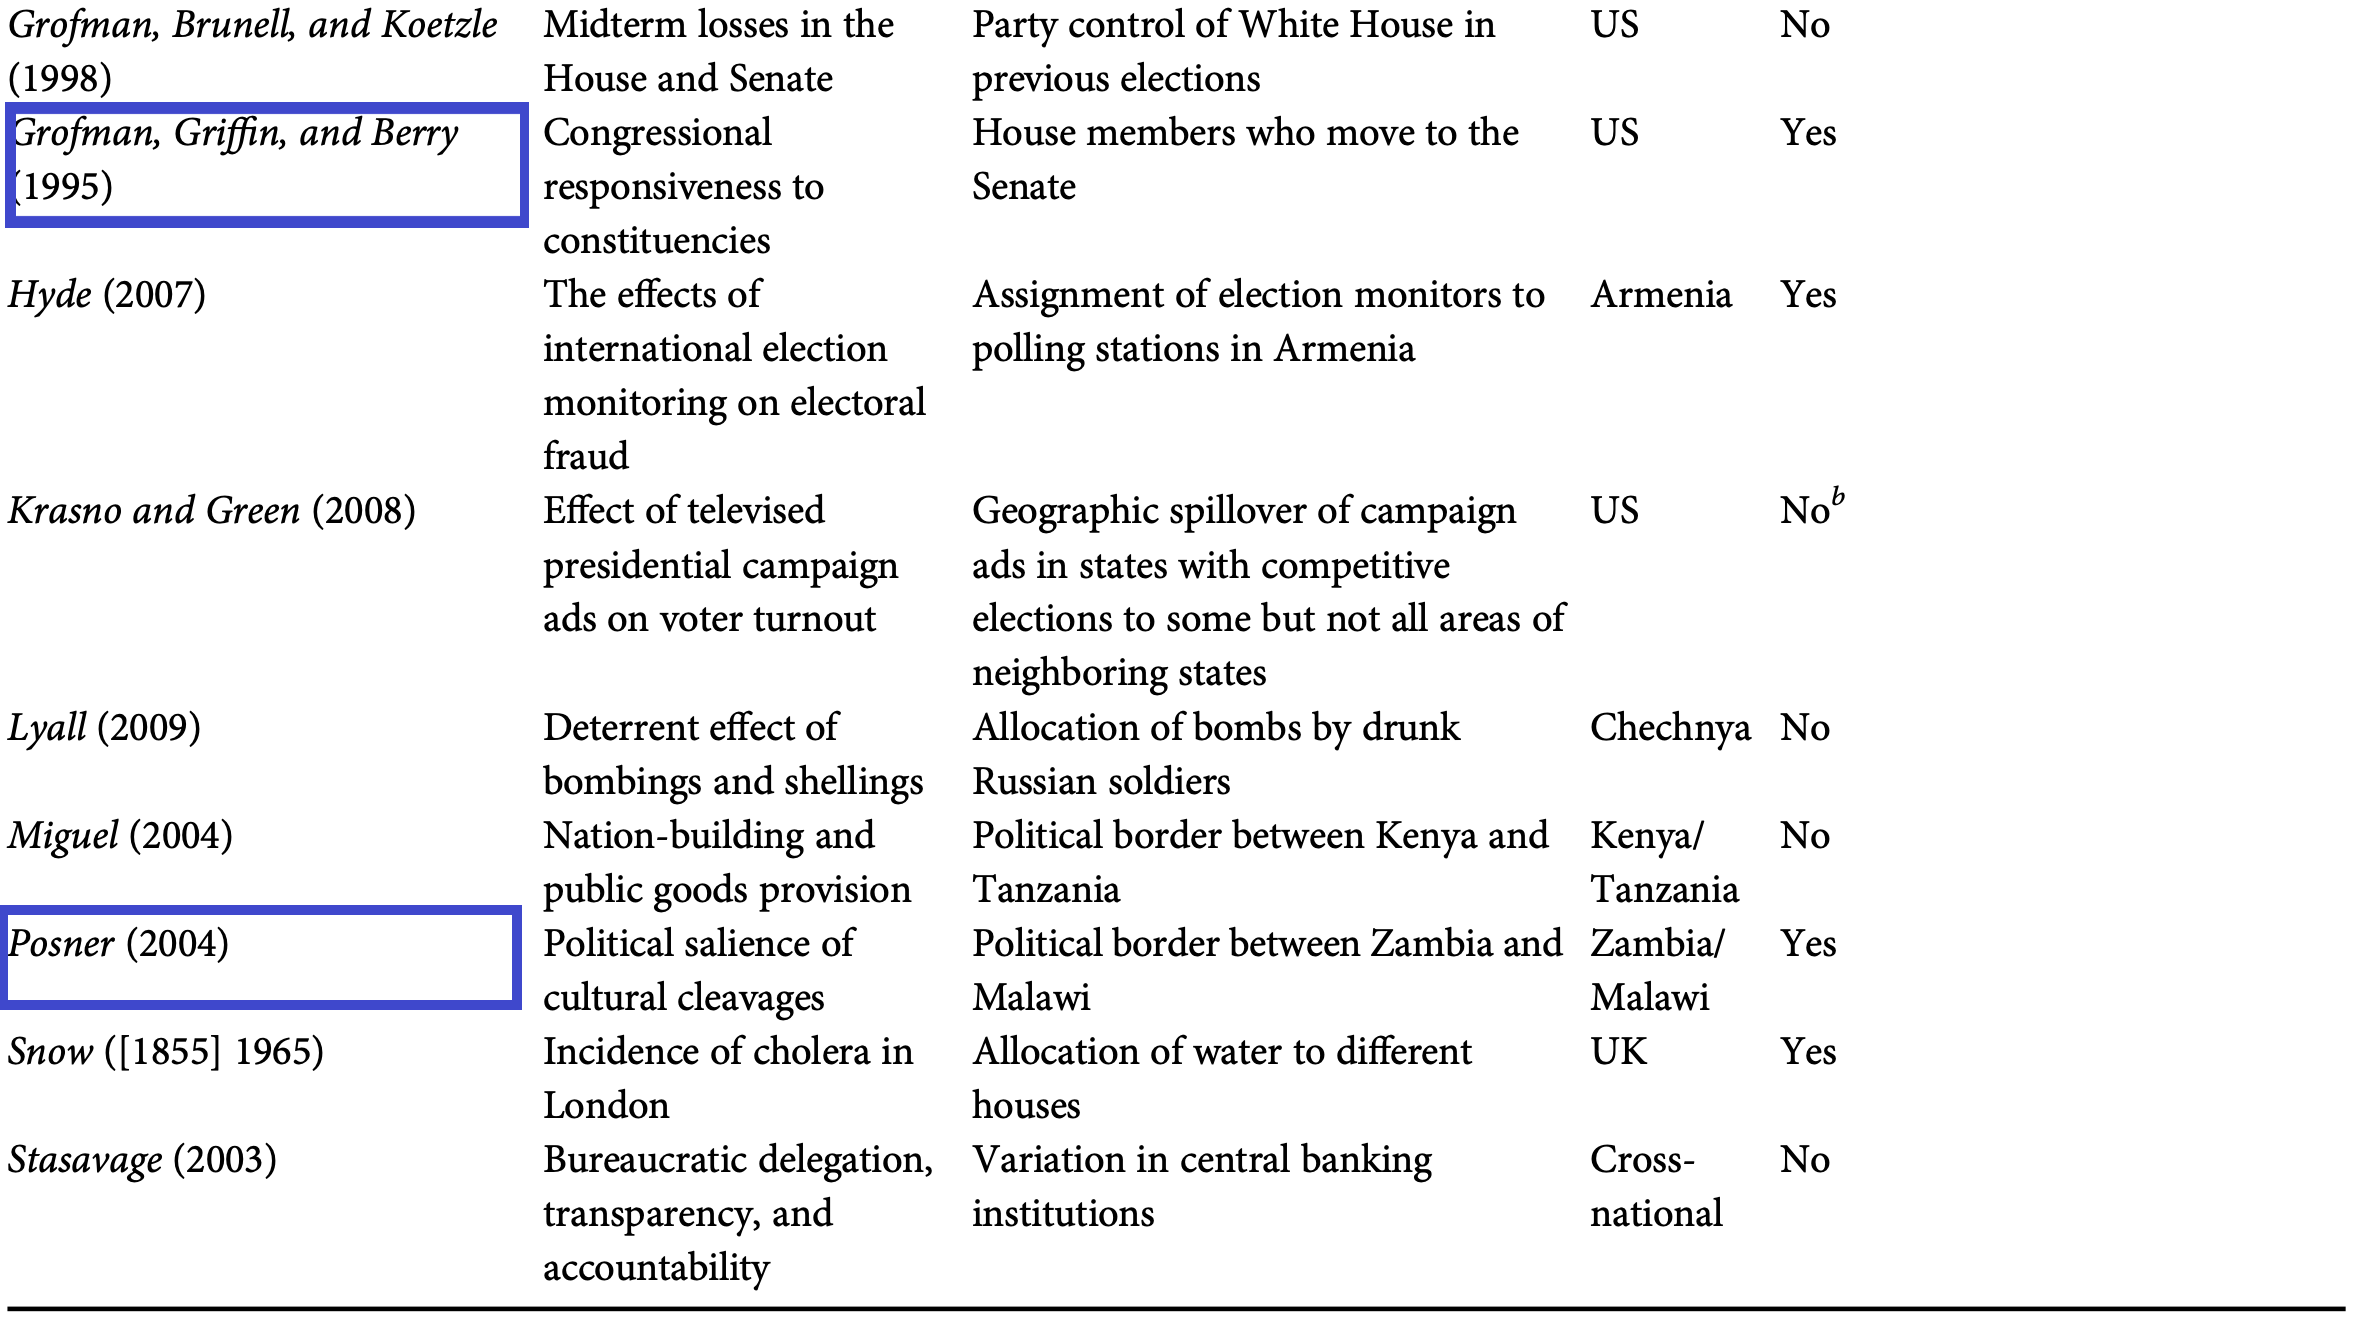 Grofman, Brunell, and Koetzle Midterm losses in the Party control of White House in US No
(1998) House and Senate previous elections
Grofman, Griffin, and Berry Congressional House members who move to the US Yes
(1995) responsiveness to Senate
constituencies
Hyde (2007) The effects of Assignment of election monitors to Armenia Yes
international election polling stations in Armenia
monitoring on electoral
fraud
Krasno and Green (2008) Effect of televised Geographic spillover of campaign US No^b
presidential campaign ads in states with competitive
ads on voter turnout elections to some but not all areas of
neighboring states
Lyall (2009) Deterrent effect of Allocation of bombs by drunk Chechnya No
bombings and shellings Russian soldiers
Miguel (2004) Nation-building and Political border between Kenya and Kenya/ No
public goods provision Tanzania Tanzania
Posner (2004) Political salience of Political border between Zambia and Zambia/ Yes
cultural cleavages Malawi Malawi
Snow ([1855] 1965) Incidence of cholera in Allocation of water to different UK Yes
London houses
Stasavage (2003) Bureaucratic delegation, Variation in central banking Cross- No
transparency, and institutions national
accountability